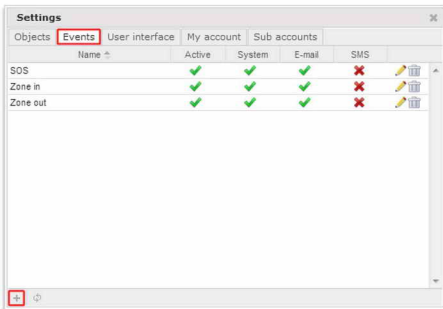 Settings
Objects Events User interface My account Sub accounts
Name Active System E-mail SMS
SOS
Zone in
Zone out